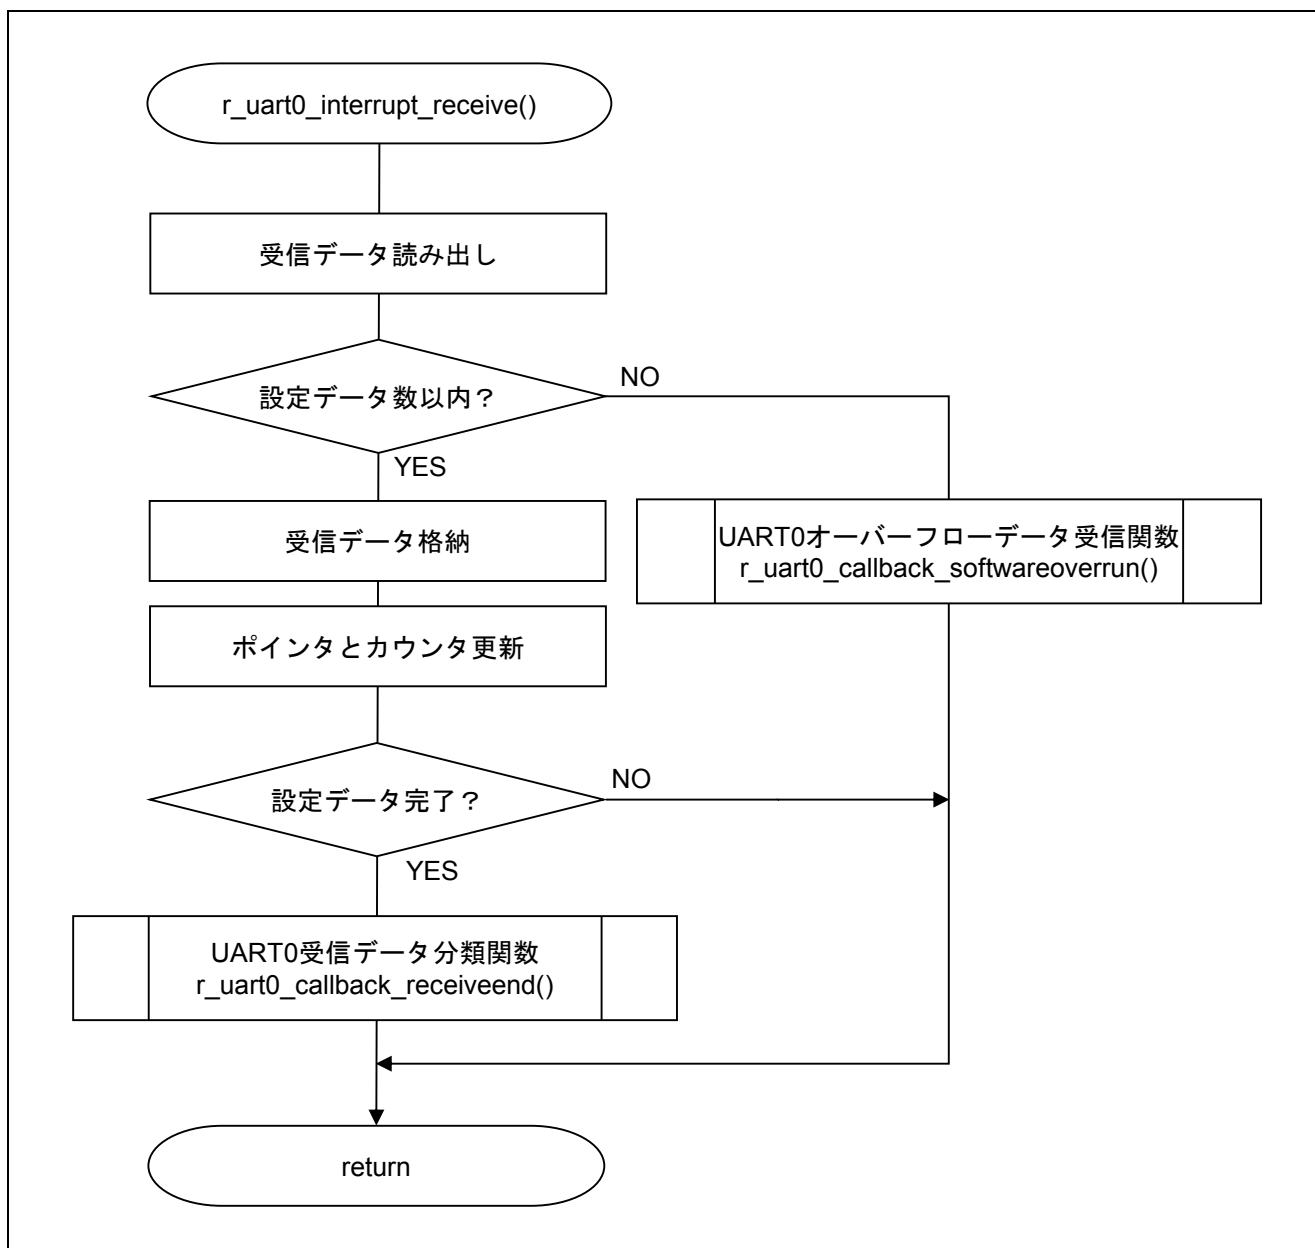 r_uart0_interrupt_receive()
受信データ読み出し
設定データ数以内？
NO
YES
受信データ格納
UART0オーバーフローデータ受信関数
r_uart0_callback_softwareoverrun()
ポインタとカウンタ更新
設定データ完了？
NO
YES
UART0受信データ分類関数
r_uart0_callback_receiveend()
return